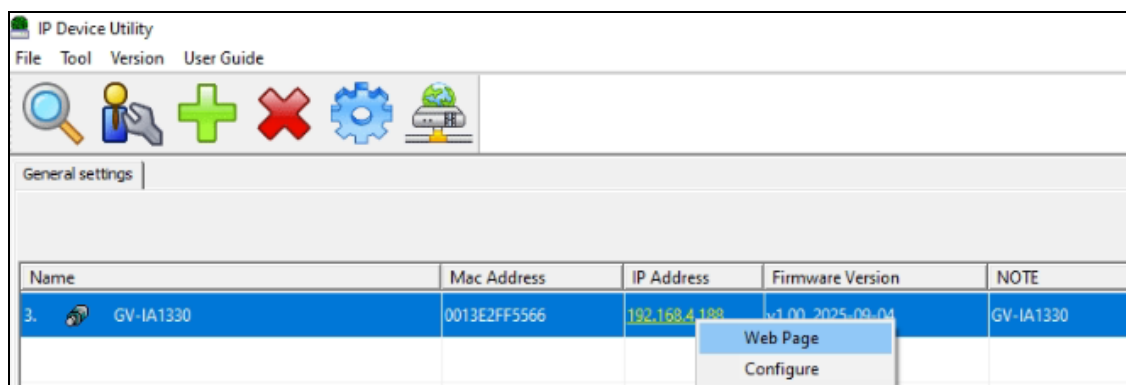 IP Device Utility
File Tool Version User Guide
General settings
Name Mac Address IP Address Firmware Version NOTE
3. GV-IA1330 0013E2FF5566 192.168.4.188 v1.00 2025-09-04 GV-IA1330
Web Page
Configure